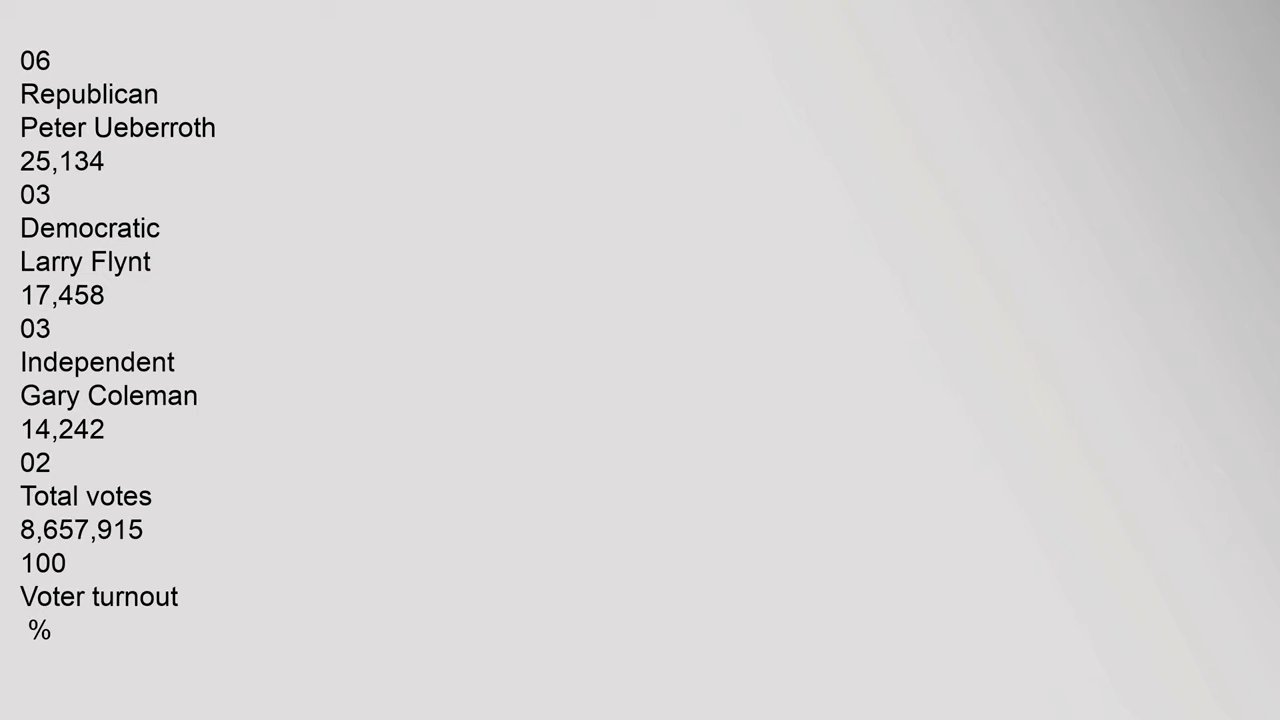 06
Republican
Peter Ueberroth
25,134
03
Democratic
Larry Flynt
17,458
03
Independent
Gary Coleman
14,242
02
Total votes
8,657,915
100
Voter turnout
%